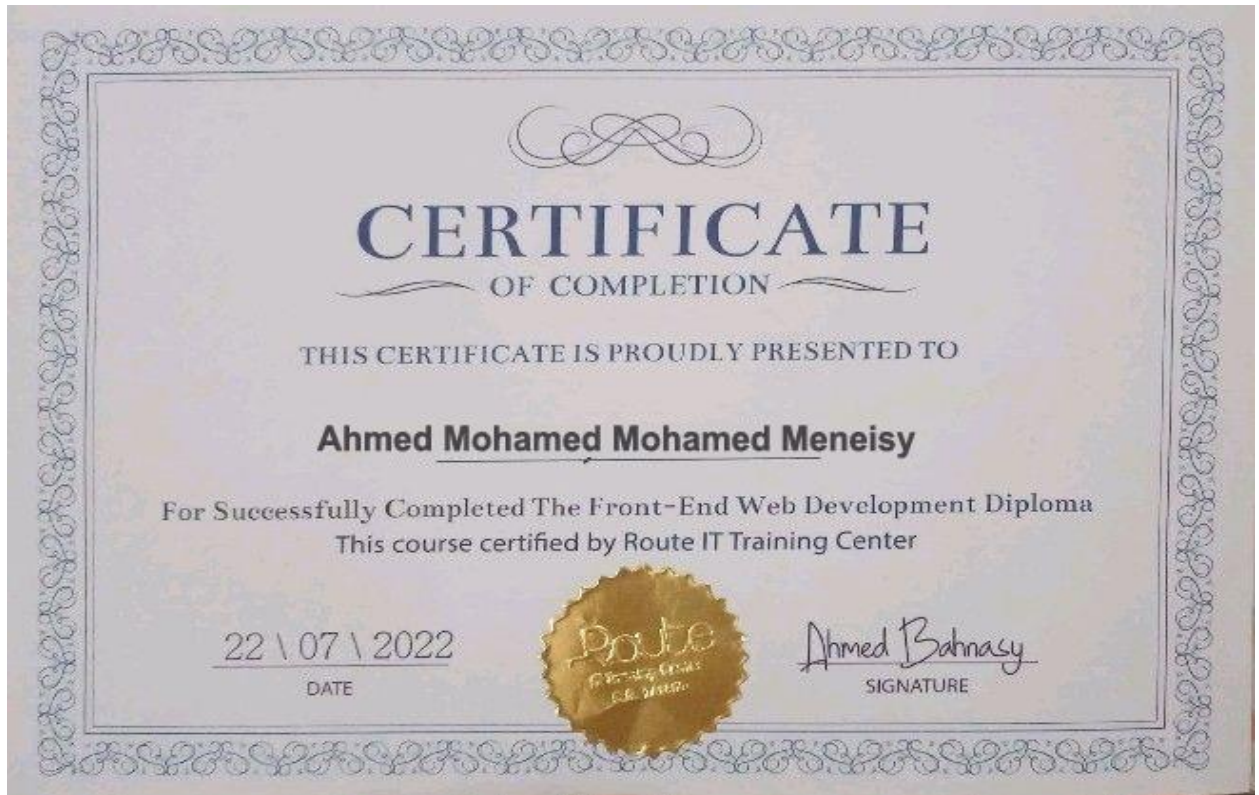 CERTIFICATE
OF COMPLETION
THIS CERTIFICATE IS PROUDLY PRESENTED TO
Ahmed Mohamed Mohamed Meneisy
For Successfully Completed The Front-End Web Development Diploma
This course certified by Route IT Training Center
22 \ 07 \ 2022
DATE
Route
Ahmed Bahnasy
SIGNATURE